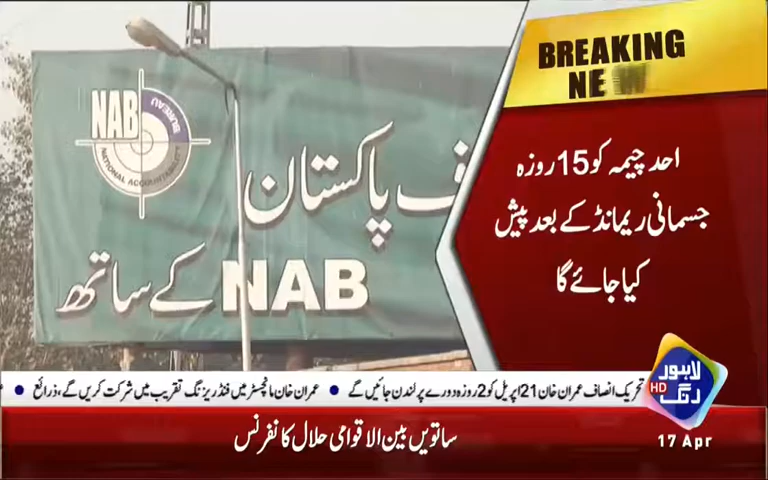 BREAKING
NE
احد چیمہ کو 15 روزہ
جسمانی ریمانڈ کے بعد پیش
کیا جائے گا
NAB
BUREAU
NATIONAL ACCOUNTABILITY
ف پاکستان
NAB کے ساتھ
تحریک انصاف عمران خان 21 اپریل کو 2 روزہ دورے پر لندن جائیں گے ● عمران خان مانچسٹر میں فنڈریزنگ تقریب میں شرکت کریں گے، ذرائع ●
ساتویں بین الاقوامی حلال کانفرنس
لاہور
رنگ
HD
17 Apr